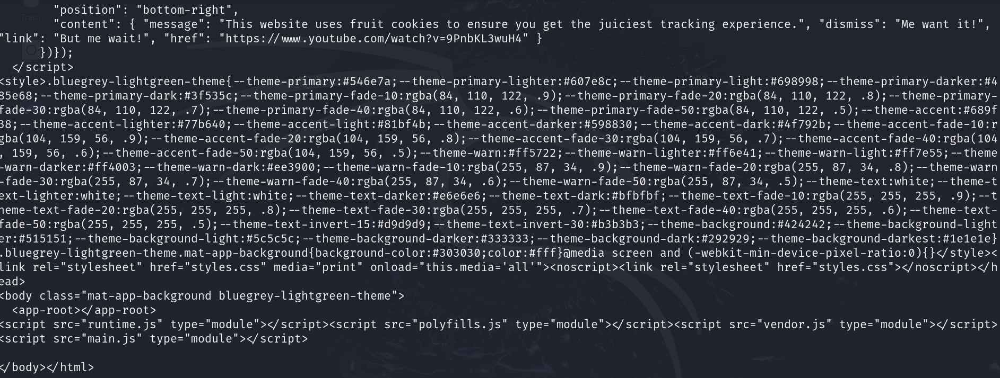 "position": "bottom-right",
"content": { "message": "This website uses fruit cookies to ensure you get the juiciest tracking experience.", "dismiss": "Me want it!",
"link": "But me wait!", "href": "https://www.youtube.com/watch?v=9PnbKL3wuH4" }
})});
</script>
<style>.bluegrey-lightgreen-theme{--theme-primary:#546e7a;--theme-primary-lighter:#607e8c;--theme-primary-light:#698998;--theme-primary-darker:#4
85e68;--theme-primary-dark:#3f535c;--theme-primary-fade-10:rgba(84, 110, 122, .9);--theme-primary-fade-20:rgba(84, 110, 122, .8);--theme-primary-
fade-30:rgba(84, 110, 122, .7);--theme-primary-fade-40:rgba(84, 110, 122, .6);--theme-primary-fade-50:rgba(84, 110, 122, .5);--theme-accent:#689f
38;--theme-accent-lighter:#77b640;--theme-accent-light:#81bf4b;--theme-accent-darker:#598830;--theme-accent-dark:#4f792b;--theme-accent-fade-10:r
gba(104, 159, 56, .9);--theme-accent-fade-20:rgba(104, 159, 56, .8);--theme-accent-fade-30:rgba(104, 159, 56, .7);--theme-accent-fade-40:rgba(104
, 159, 56, .6);--theme-accent-fade-50:rgba(104, 159, 56, .5);--theme-warn:#ff5722;--theme-warn-lighter:#ff6e41;--theme-warn-light:#ff7e55;--theme
-warn-darker:#ff4003;--theme-warn-dark:#ee3900;--theme-warn-fade-10:rgba(255, 87, 34, .9);--theme-warn-fade-20:rgba(255, 87, 34, .8);--theme-warn
-fade-30:rgba(255, 87, 34, .7);--theme-warn-fade-40:rgba(255, 87, 34, .6);--theme-warn-fade-50:rgba(255, 87, 34, .5);--theme-text:white;--theme-t
ext-lighter:white;--theme-text-light:white;--theme-text-darker:#e6e6e6;--theme-text-dark:#bfbfbf;--theme-text-fade-10:rgba(255, 255, 255, .9);--t
heme-text-fade-20:rgba(255, 255, 255, .8);--theme-text-fade-30:rgba(255, 255, 255, .7);--theme-text-fade-40:rgba(255, 255, 255, .6);--theme-text-
fade-50:rgba(255, 255, 255, .5);--theme-text-invert-15:#d9d9d9;--theme-text-invert-30:#b3b3b3;--theme-background:#424242;--theme-background-light
er:#515151;--theme-background-light:#5c5c5c;--theme-background-darker:#333333;--theme-background-dark:#292929;--theme-background-darkest:#1e1e1e}
.bluegrey-lightgreen-theme.mat-app-background{background-color:#303030;color:#fff}@media screen and (-webkit-min-device-pixel-ratio:0){}</style><
link rel="stylesheet" href="styles.css" media="print" onload="this.media='all'"><noscript><link rel="stylesheet" href="styles.css"></noscript></h
ead>
<body class="mat-app-background bluegrey-lightgreen-theme">
<app-root></app-root>
<script src="runtime.js" type="module"></script><script src="polyfills.js" type="module"></script><script src="vendor.js" type="module"></script>
<script src="main.js" type="module"></script>
</body></html>
Trash